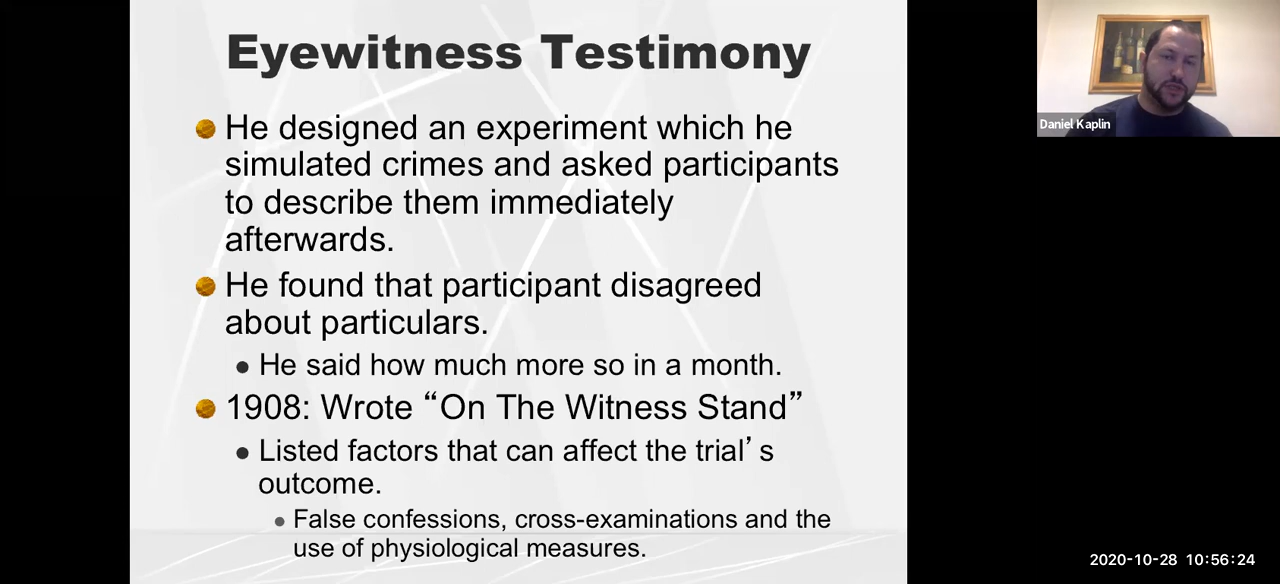 Eyewitness Testimony
He designed an experiment which he
simulated crimes and asked participants
to describe them immediately
afterwards.
He found that participant disagreed
about particulars.
He said how much more so in a month.
1908: Wrote “On The Witness Stand”
Listed factors that can affect the trial’ s
outcome.
False confessions, cross-examinations and the
use of physiological measures.
Daniel Kaplin
2020-10-28 10:56:24